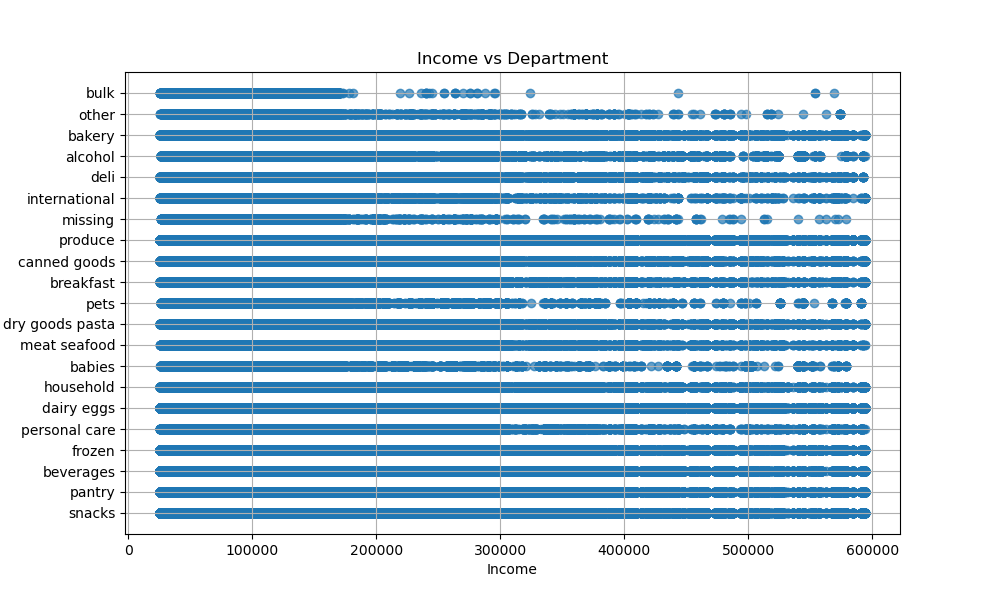 Income vs Department
bulk
other
bakery
alcohol
deli
international
missing
produce
canned goods
breakfast
pets
dry goods pasta
meat seafood
babies
household
dairy eggs
personal care
frozen
beverages
pantry
snacks
0 100000 200000 300000 400000 500000 600000
Income